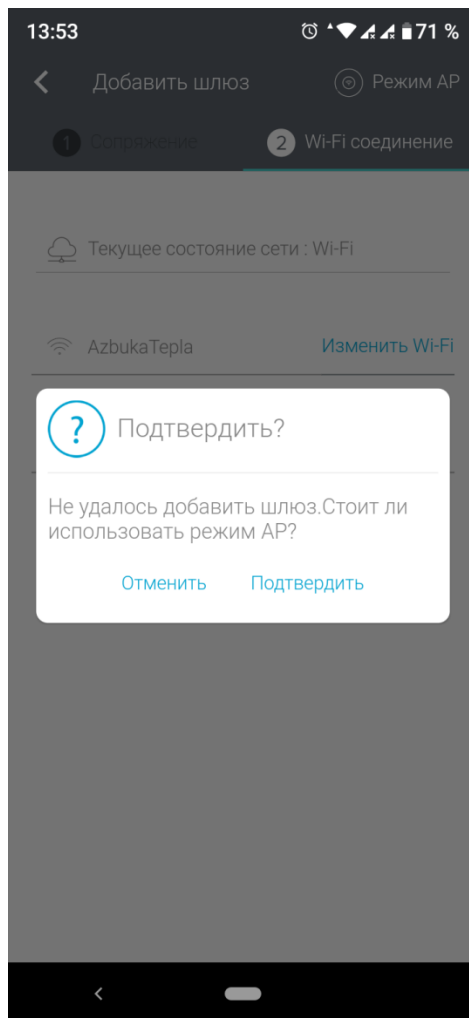 13:53 71 %
Добавить шлюз Режим AP
1 Сопряжение 2 Wi-Fi соединение
Текущее состояние сети : Wi-Fi
AzbukaTepla Изменить Wi-Fi
? Подтвердить?
Не удалось добавить шлюз.Стоит ли
использовать режим AP?
Отменить Подтвердить